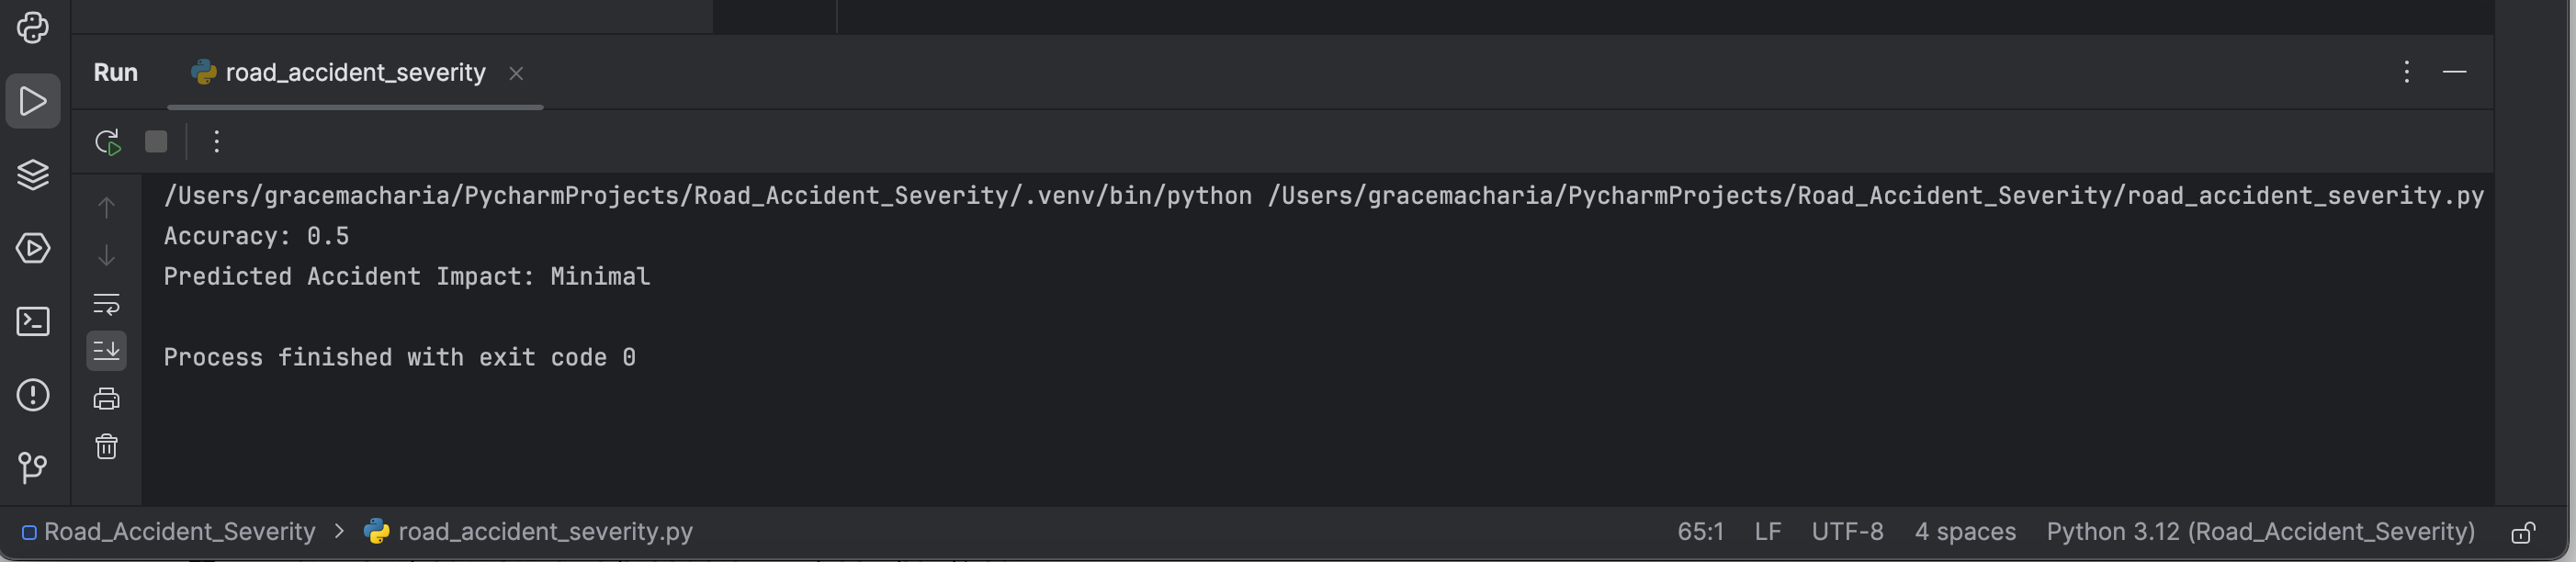 Run road_accident_severity
/Users/gracemacharia/PycharmProjects/Road_Accident_Severity/.venv/bin/python /Users/gracemacharia/PycharmProjects/Road_Accident_Severity/road_accident_severity.py
Accuracy: 0.5
Predicted Accident Impact: Minimal
Process finished with exit code 0
Road_Accident_Severity > road_accident_severity.py 65:1 LF UTF-8 4 spaces Python 3.12 (Road_Accident_Severity)